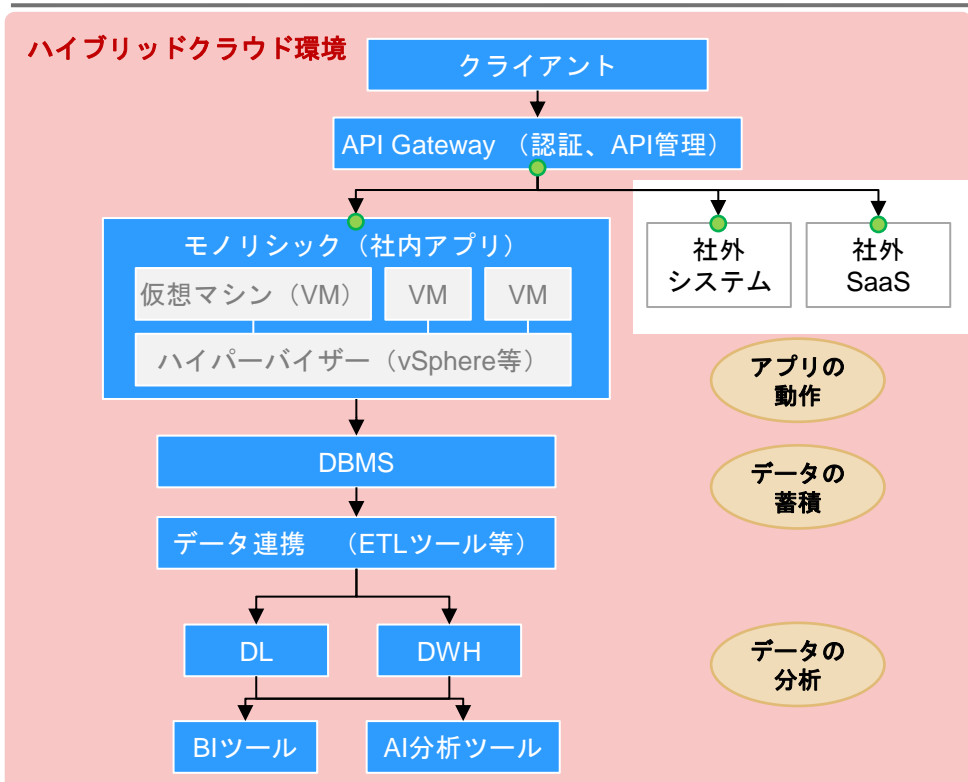 ハイブリッドクラウド環境
クライアント
API Gateway （認証、API管理）
モノリシック（社内アプリ）
仮想マシン（VM）
VM
VM
ハイパーバイザー（vSphere等）
社外
システム
社外
SaaS
アプリの
動作
DBMS
データの
蓄積
データ連携　（ETLツール等）
DL
DWH
データの
分析
BIツール
AI分析ツール